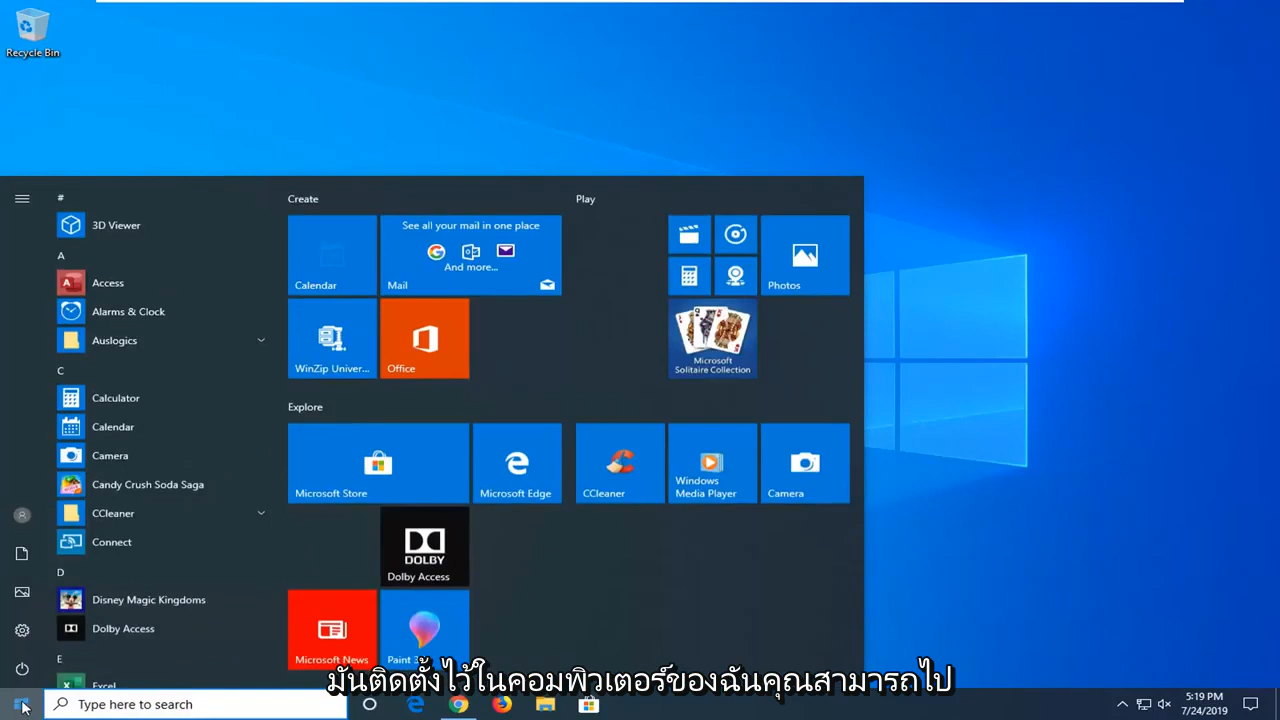 Recycle Bin
#
3D Viewer
A
Access
Alarms & Clock
Auslogics
C
Calculator
Calendar
Camera
Candy Crush Soda Saga
CCleaner
Connect
D
Disney Magic Kingdoms
Dolby Access
E
Excel
Create
Calendar
See all your mail in one place
And more...
Mail
WinZip Univer...
Office
Play
Photos
Microsoft
Solitaire Collection
Explore
Microsoft Store
Microsoft Edge
CCleaner
Windows
Media Player
Camera
DOLBY
Dolby Access
Microsoft News
Paint 3
มันติดตั้งไว้ในคอมพิวเตอร์ของฉันคุณสามารถไป
Type here to search
5:19 PM
7/24/2019